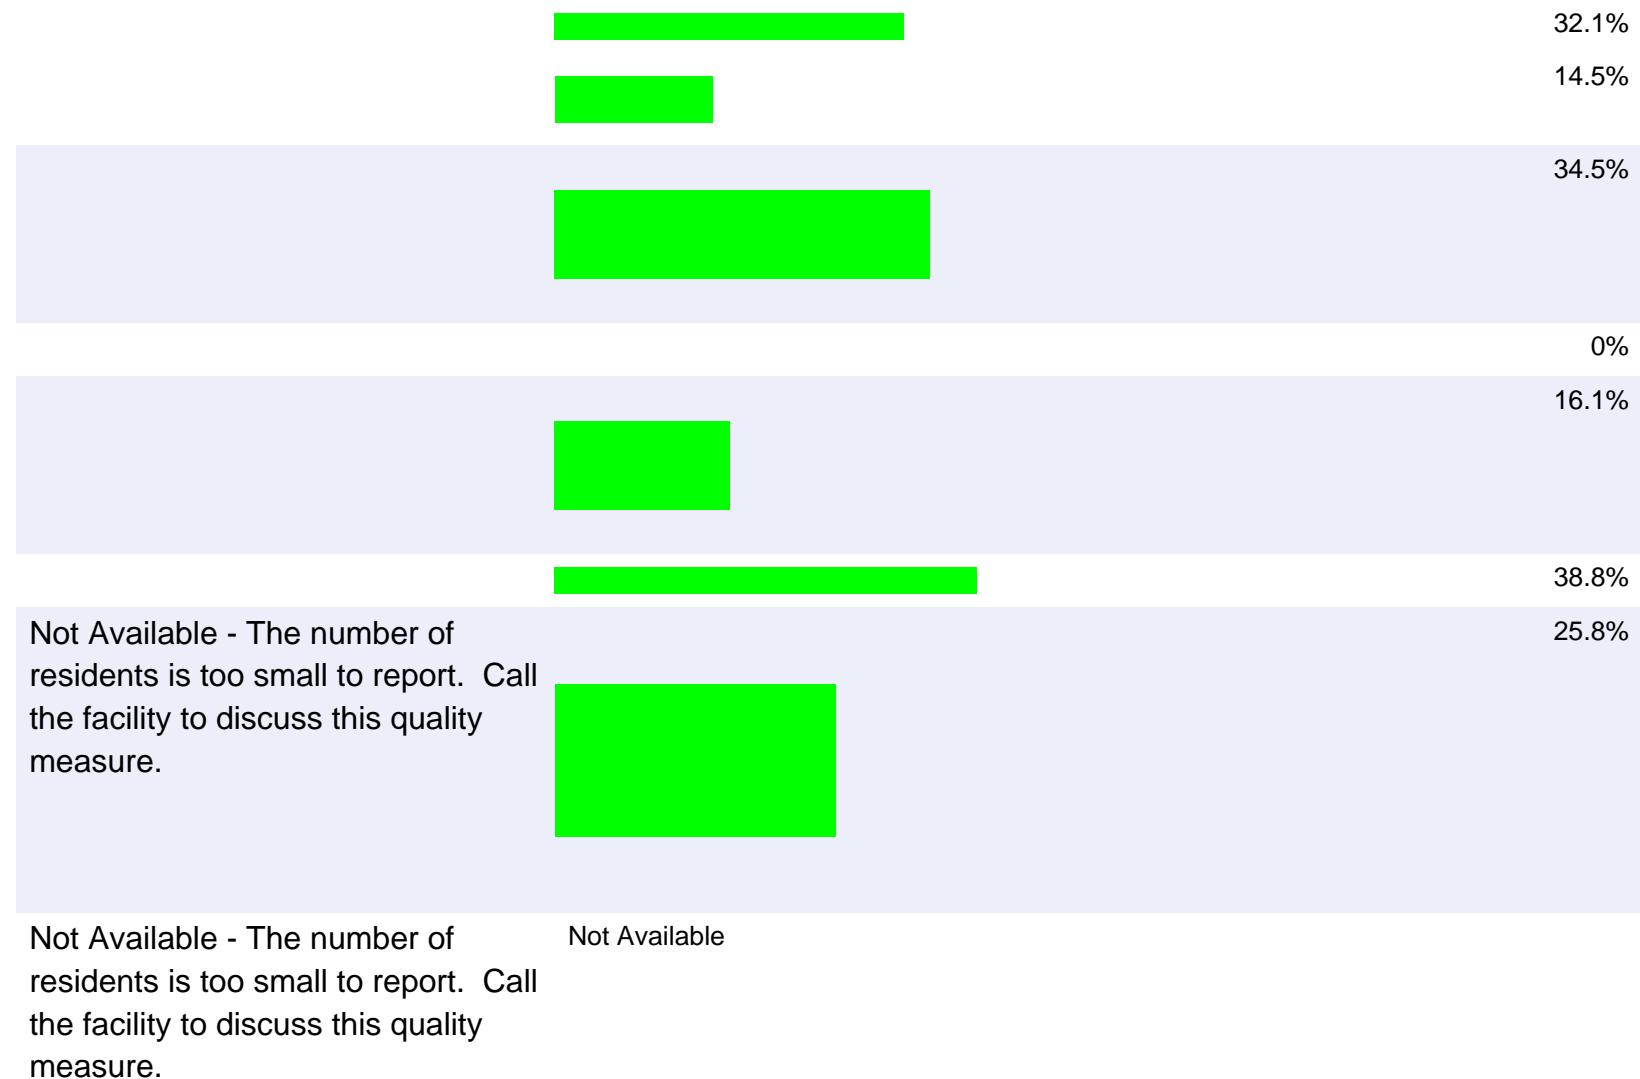 32.1%
14.5%
34.5%
0%
16.1%
38.8%
Not Available - The number of
25.8%
residents is too small to report.  Call
the facility to discuss this quality
measure.
Not Available - The number of
Not Available
residents is too small to report.  Call
the facility to discuss this quality
measure.